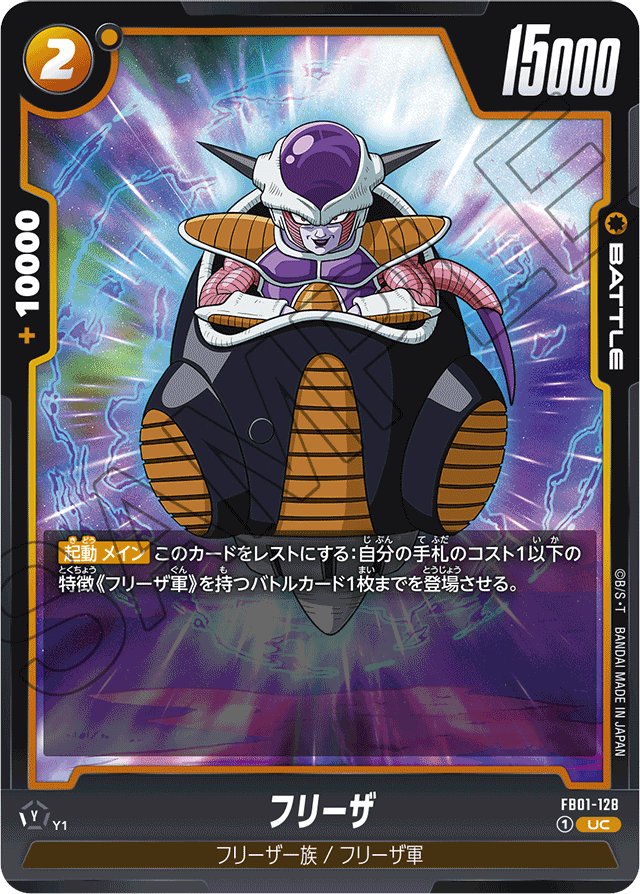 2
15000
+10000
BATTLE
SAMPLE
起動 メイン このカードをレストにする:自分の手札のコスト1以下の
特徴《フリーザ軍》を持つバトルカード1枚までを登場させる。
©B/S・T BANDAI MADE IN JAPAN
フリーザ
FB01-128
Y Y1
1 UC
フリーザ一族 / フリーザ軍